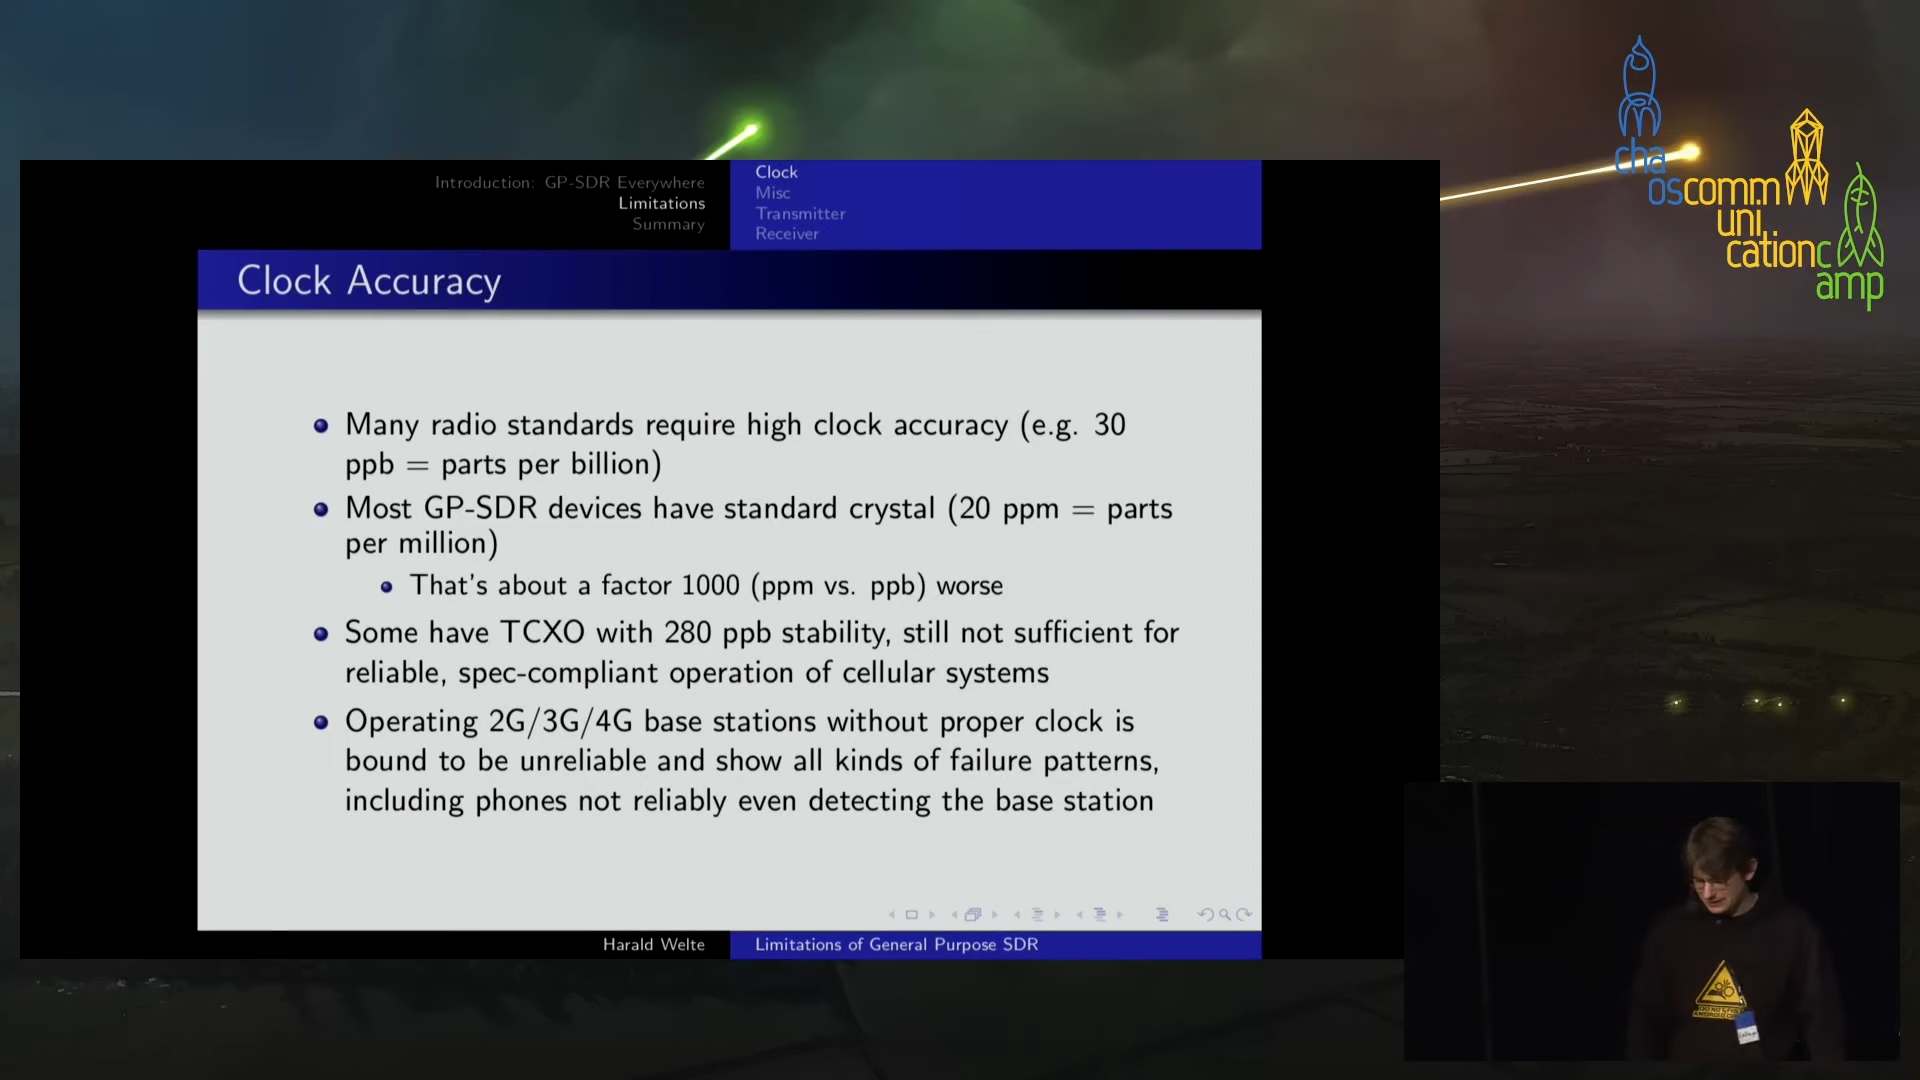 cha
oscomm
uni
cationc
amp
Introduction: GP-SDR Everywhere
Limitations
Summary
Clock
Misc
Transmitter
Receiver
Clock Accuracy
Many radio standards require high clock accuracy (e.g. 30
ppb = parts per billion)
Most GP-SDR devices have standard crystal (20 ppm = parts
per million)
That's about a factor 1000 (ppm vs. ppb) worse
Some have TCXO with 280 ppb stability, still not sufficient for
reliable, spec-compliant operation of cellular systems
Operating 2G/3G/4G base stations without proper clock is
bound to be unreliable and show all kinds of failure patterns,
including phones not reliably even detecting the base station
Harald Welte
Limitations of General Purpose SDR